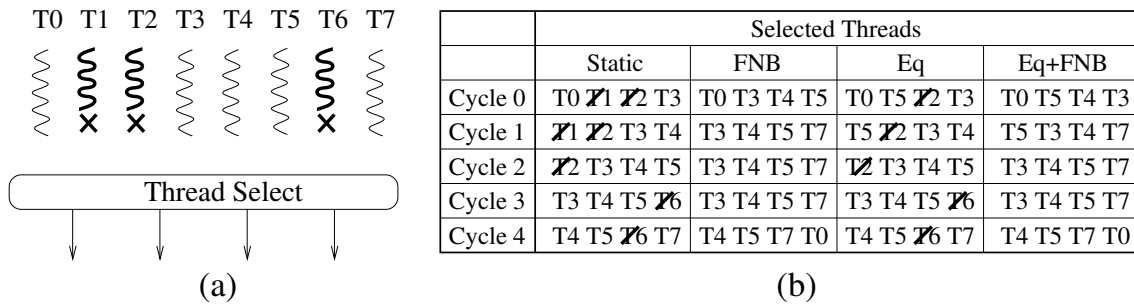 T0 T1 T2 T3 T4 T5 T6 T7
Thread Select
(a)
Selected Threads
Static FNB Eq Eq+FNB
Cycle 0 T0 T1 T2 T3 T0 T3 T4 T5 T0 T5 T2 T3 T0 T5 T4 T3
Cycle 1 T1 T2 T3 T4 T3 T4 T5 T7 T5 T2 T3 T4 T5 T3 T4 T7
Cycle 2 T2 T3 T4 T5 T3 T4 T5 T7 T2 T3 T4 T5 T3 T4 T5 T7
Cycle 3 T3 T4 T5 T6 T3 T4 T5 T7 T3 T4 T5 T6 T3 T4 T5 T7
Cycle 4 T4 T5 T6 T7 T4 T5 T7 T0 T4 T5 T6 T7 T4 T5 T7 T0
(b)